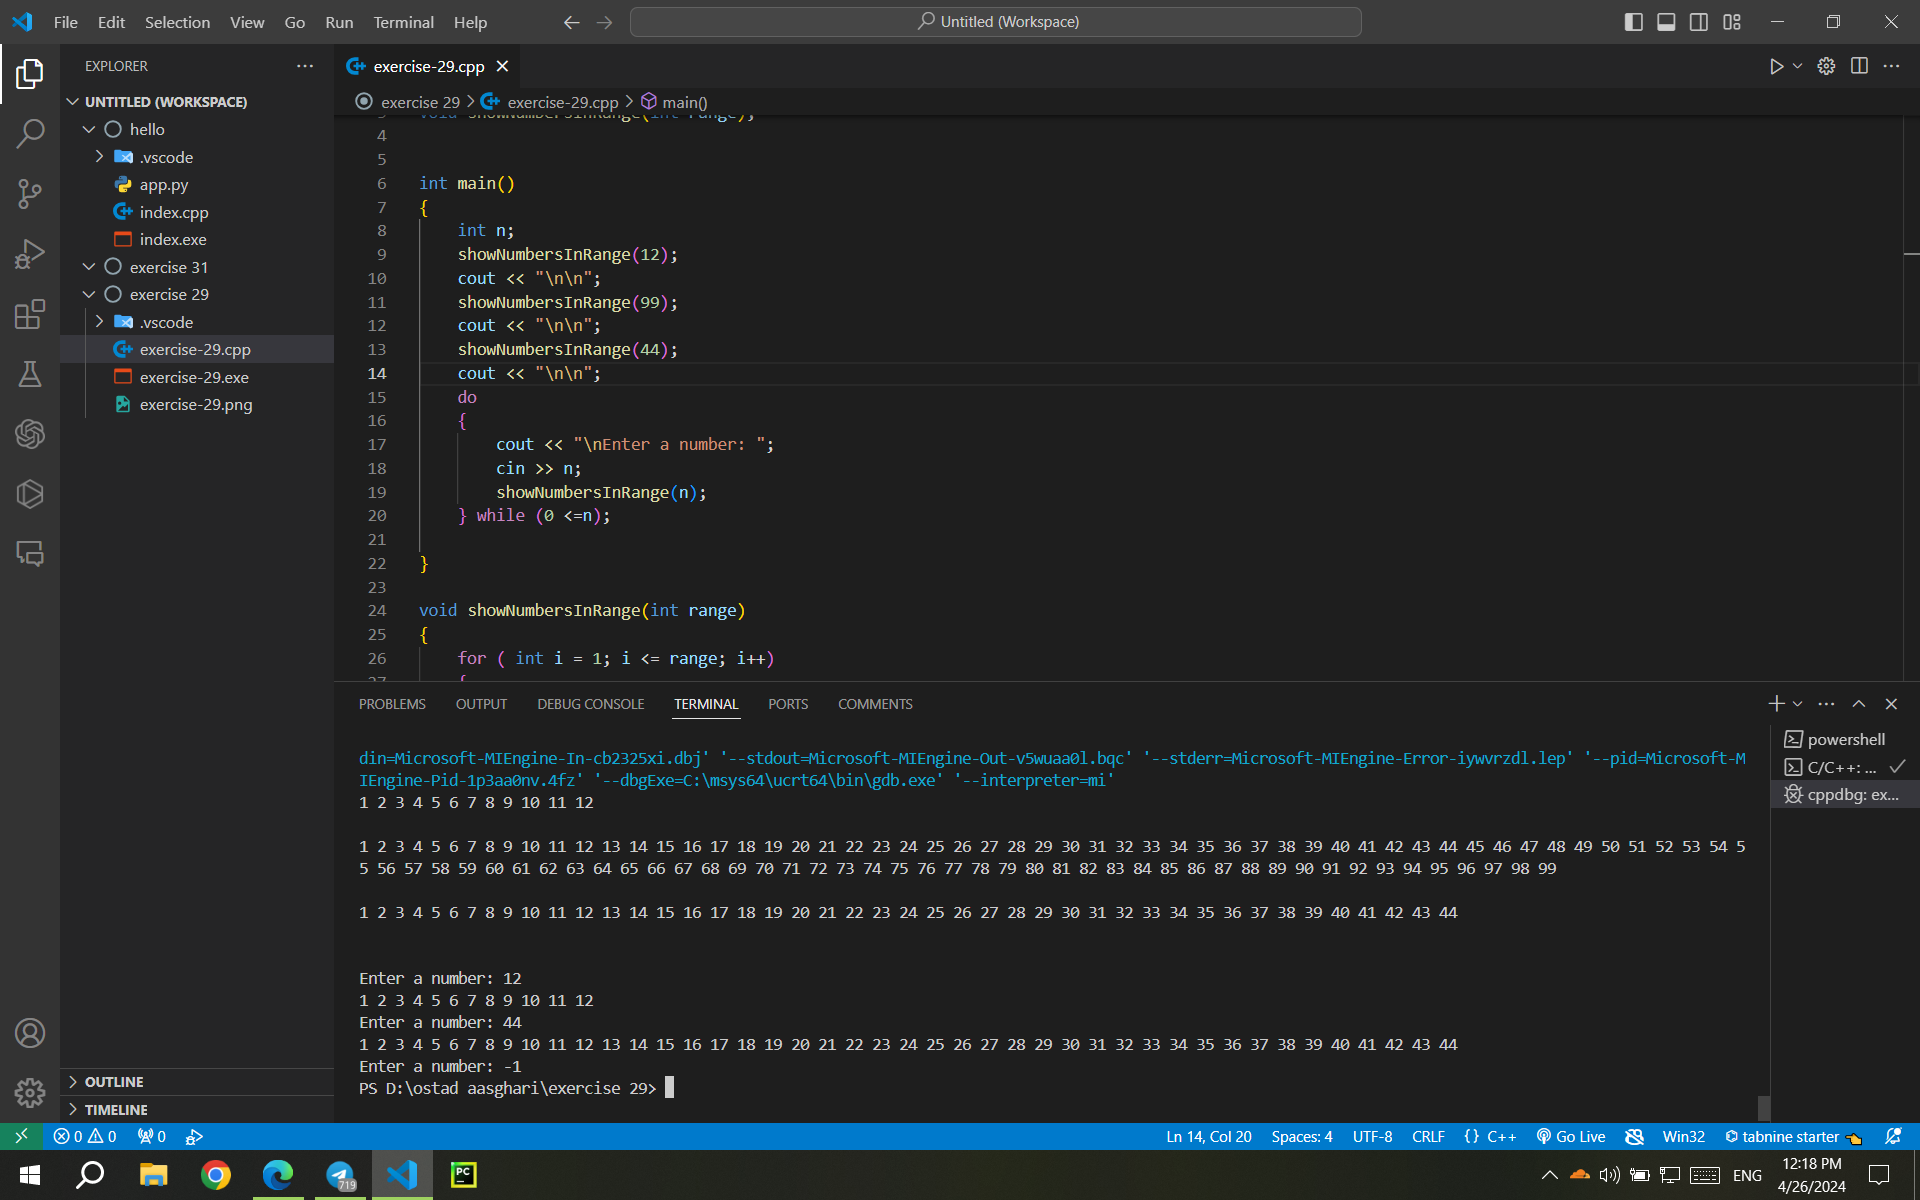 File Edit Selection View Go Run Terminal Help
Untitled (Workspace)
EXPLORER
UNTITLED (WORKSPACE)
hello
.vscode
app.py
index.cpp
index.exe
exercise 31
exercise 29
.vscode
exercise-29.cpp
exercise-29.exe
exercise-29.png
OUTLINE
TIMELINE
exercise-29.cpp
exercise 29 > exercise-29.cpp > main()
3 void showNumbersInRange(int range);
4
5
6 int main()
7 {
8 int n;
9 showNumbersInRange(12);
10 cout << "\n\n";
11 showNumbersInRange(99);
12 cout << "\n\n";
13 showNumbersInRange(44);
14 cout << "\n\n";
15 do
16 {
17 cout << "\nEnter a number: ";
18 cin >> n;
19 showNumbersInRange(n);
20 } while (0 <=n);
21
22 }
23
24 void showNumbersInRange(int range)
25 {
26 for ( int i = 1; i <= range; i++)
27 {
PROBLEMS OUTPUT DEBUG CONSOLE TERMINAL PORTS COMMENTS
din=Microsoft-MIEngine-In-cb2325xi.dbj' '--stdout=Microsoft-MIEngine-Out-v5wuaa0l.bqc' '--stderr=Microsoft-MIEngine-Error-iywvrzdl.lep' '--pid=Microsoft-M
IEngine-Pid-1p3aa0nv.4fz' '--dbgExe=C:\msys64\ucrt64\bin\gdb.exe' '--interpreter=mi'
1 2 3 4 5 6 7 8 9 10 11 12
1 2 3 4 5 6 7 8 9 10 11 12 13 14 15 16 17 18 19 20 21 22 23 24 25 26 27 28 29 30 31 32 33 34 35 36 37 38 39 40 41 42 43 44 45 46 47 48 49 50 51 52 53 54 5
5 56 57 58 59 60 61 62 63 64 65 66 67 68 69 70 71 72 73 74 75 76 77 78 79 80 81 82 83 84 85 86 87 88 89 90 91 92 93 94 95 96 97 98 99
1 2 3 4 5 6 7 8 9 10 11 12 13 14 15 16 17 18 19 20 21 22 23 24 25 26 27 28 29 30 31 32 33 34 35 36 37 38 39 40 41 42 43 44
Enter a number: 12
1 2 3 4 5 6 7 8 9 10 11 12
Enter a number: 44
1 2 3 4 5 6 7 8 9 10 11 12 13 14 15 16 17 18 19 20 21 22 23 24 25 26 27 28 29 30 31 32 33 34 35 36 37 38 39 40 41 42 43 44
Enter a number: -1
PS D:\ostad aasghari\exercise 29>
powershell
C/C++: ...
cppdbg: ex...
0 0 0 Ln 14, Col 20 Spaces: 4 UTF-8 CRLF {} C++ Go Live Win32 tabnine starter
719 PC ENG 12:18 PM
4/26/2024